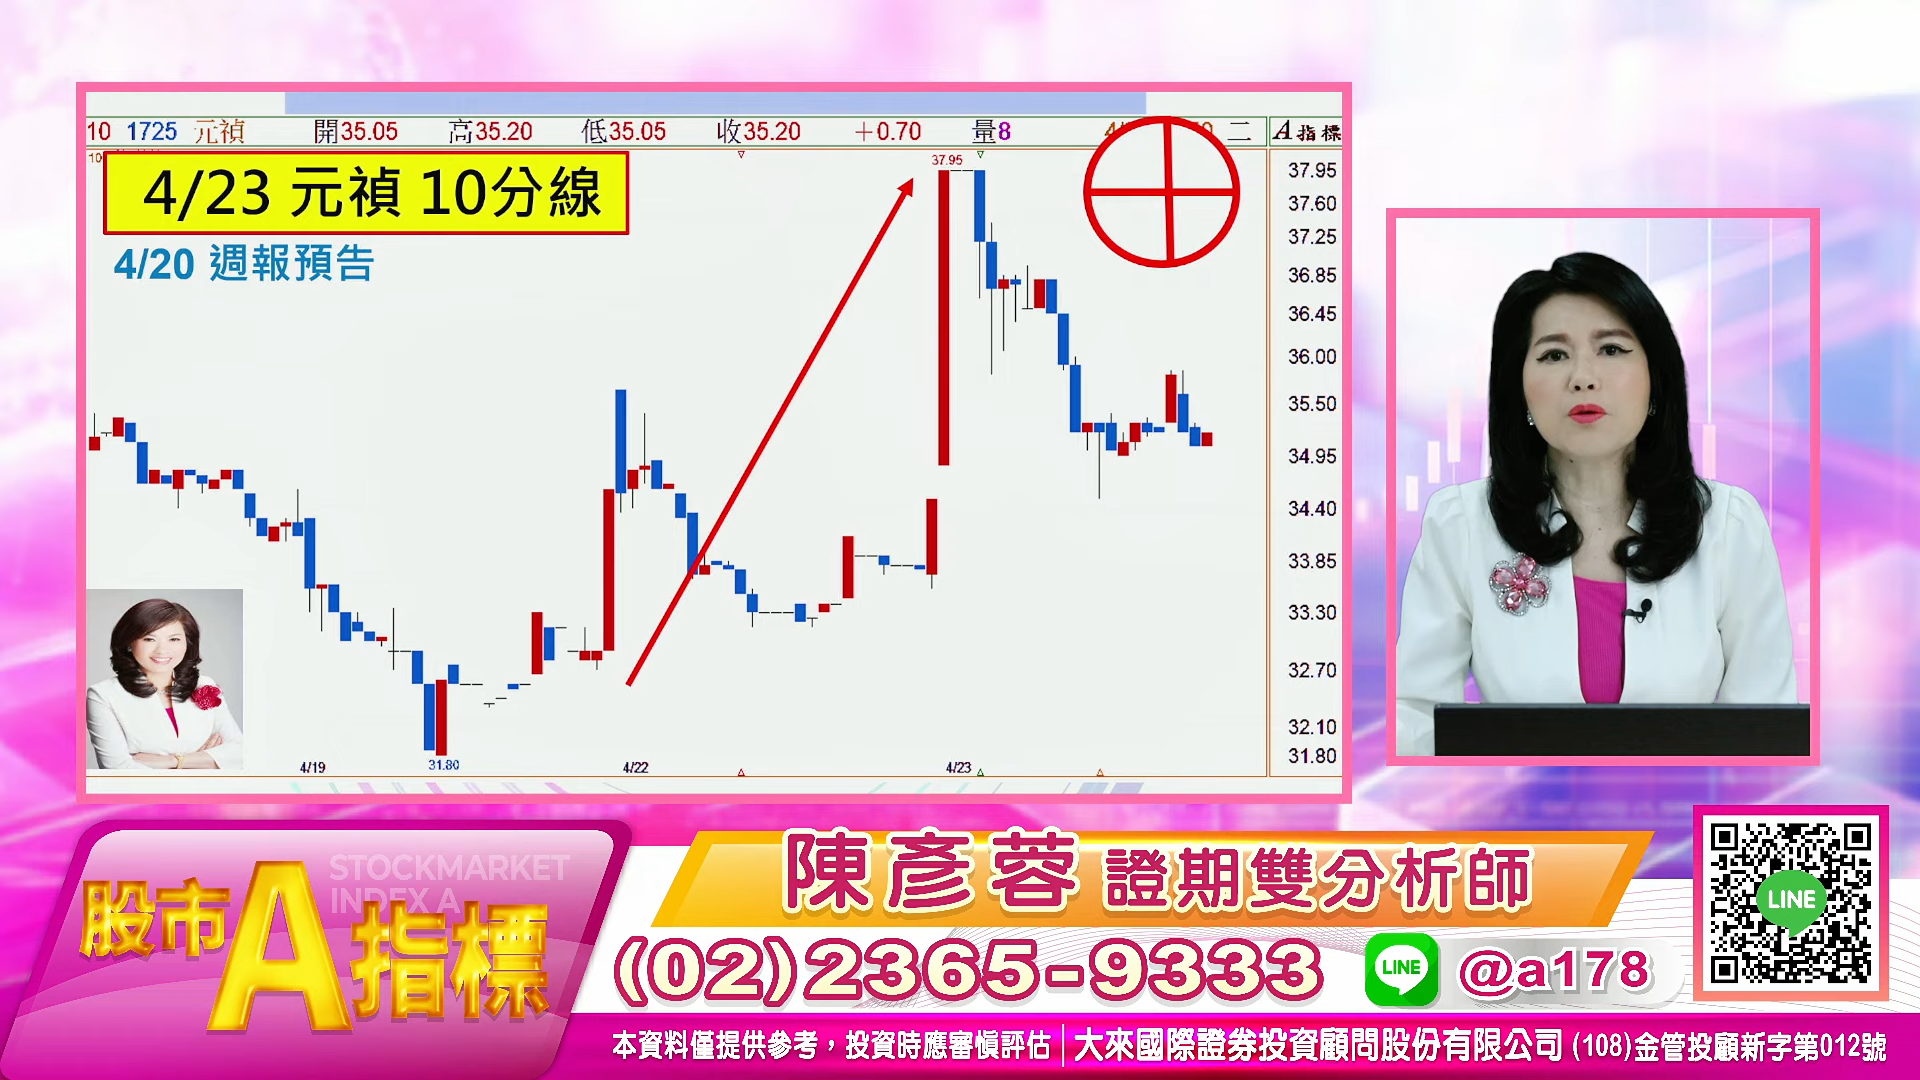 10 1725 元禎 開35.05 高35.20 低35.05 收35.20 +0.70 量8 二 A指標
4/23 元禎 10分線
4/20 週報預告
37.95
37.95
37.60
37.25
36.85
36.45
36.00
35.50
34.95
34.40
33.85
33.30
32.70
32.10
31.80
31.80
4/19
4/22
4/23
STOCKMARKET
INDEX A
股市A指標
陳彥蓉 證期雙分析師
(02)2365-9333
LINE
@a178
LINE
本資料僅提供參考，投資時應審慎評估 | 大來國際證券投資顧問股份有限公司 (108)金管投顧新字第012號